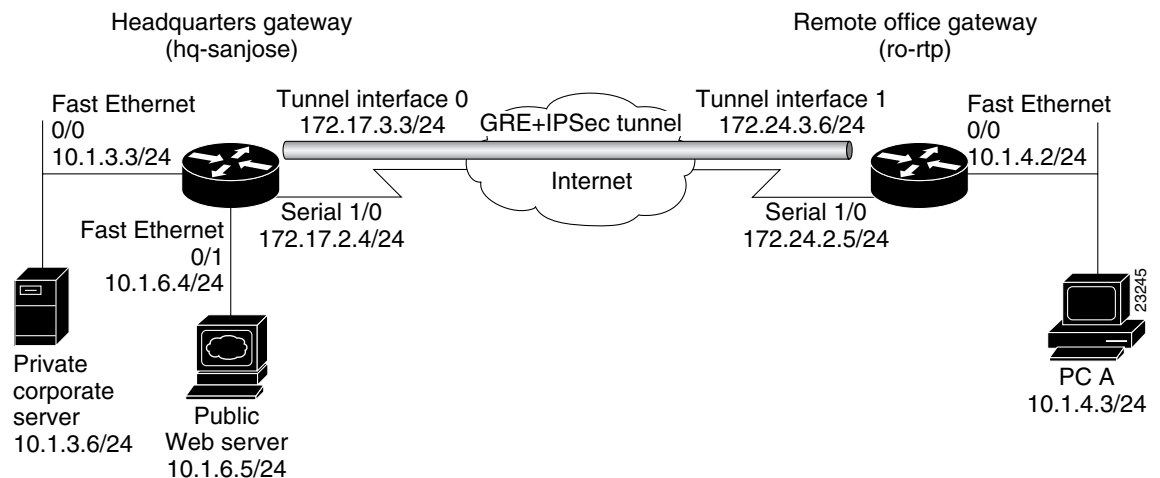 Headquarters gateway
(hq-sanjose)
Remote office gateway
(ro-rtp)
Fast Ethernet
0/0
10.1.3.3/24
Tunnel interface 0
172.17.3.3/24
GRE+IPSec tunnel
Tunnel interface 1
172.24.3.6/24
Fast Ethernet
0/0
10.1.4.2/24
Internet
Serial 1/0
172.17.2.4/24
Serial 1/0
172.24.2.5/24
Fast Ethernet
0/1
10.1.6.4/24
23245
Private
corporate
server
10.1.3.6/24
Public
Web server
10.1.6.5/24
PC A
10.1.4.3/24